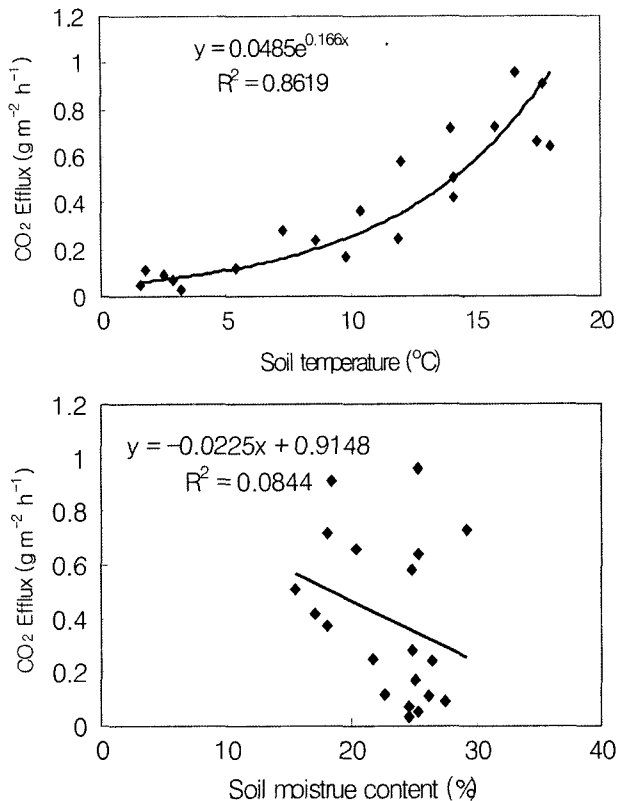 y = 0.0485e^0.166x
R² = 0.8619
1.2
1
0.8
0.6
0.4
0.2
0
CO₂ Efflux (g m⁻² h⁻¹)
0 5 10 15 20
Soil temperature (°C)
y = -0.0225x + 0.9148
R² = 0.0844
1.2
1
0.8
0.6
0.4
0.2
0
CO₂ Efflux (g m⁻² h⁻¹)
0 10 20 30 40
Soil moistrue content (%)